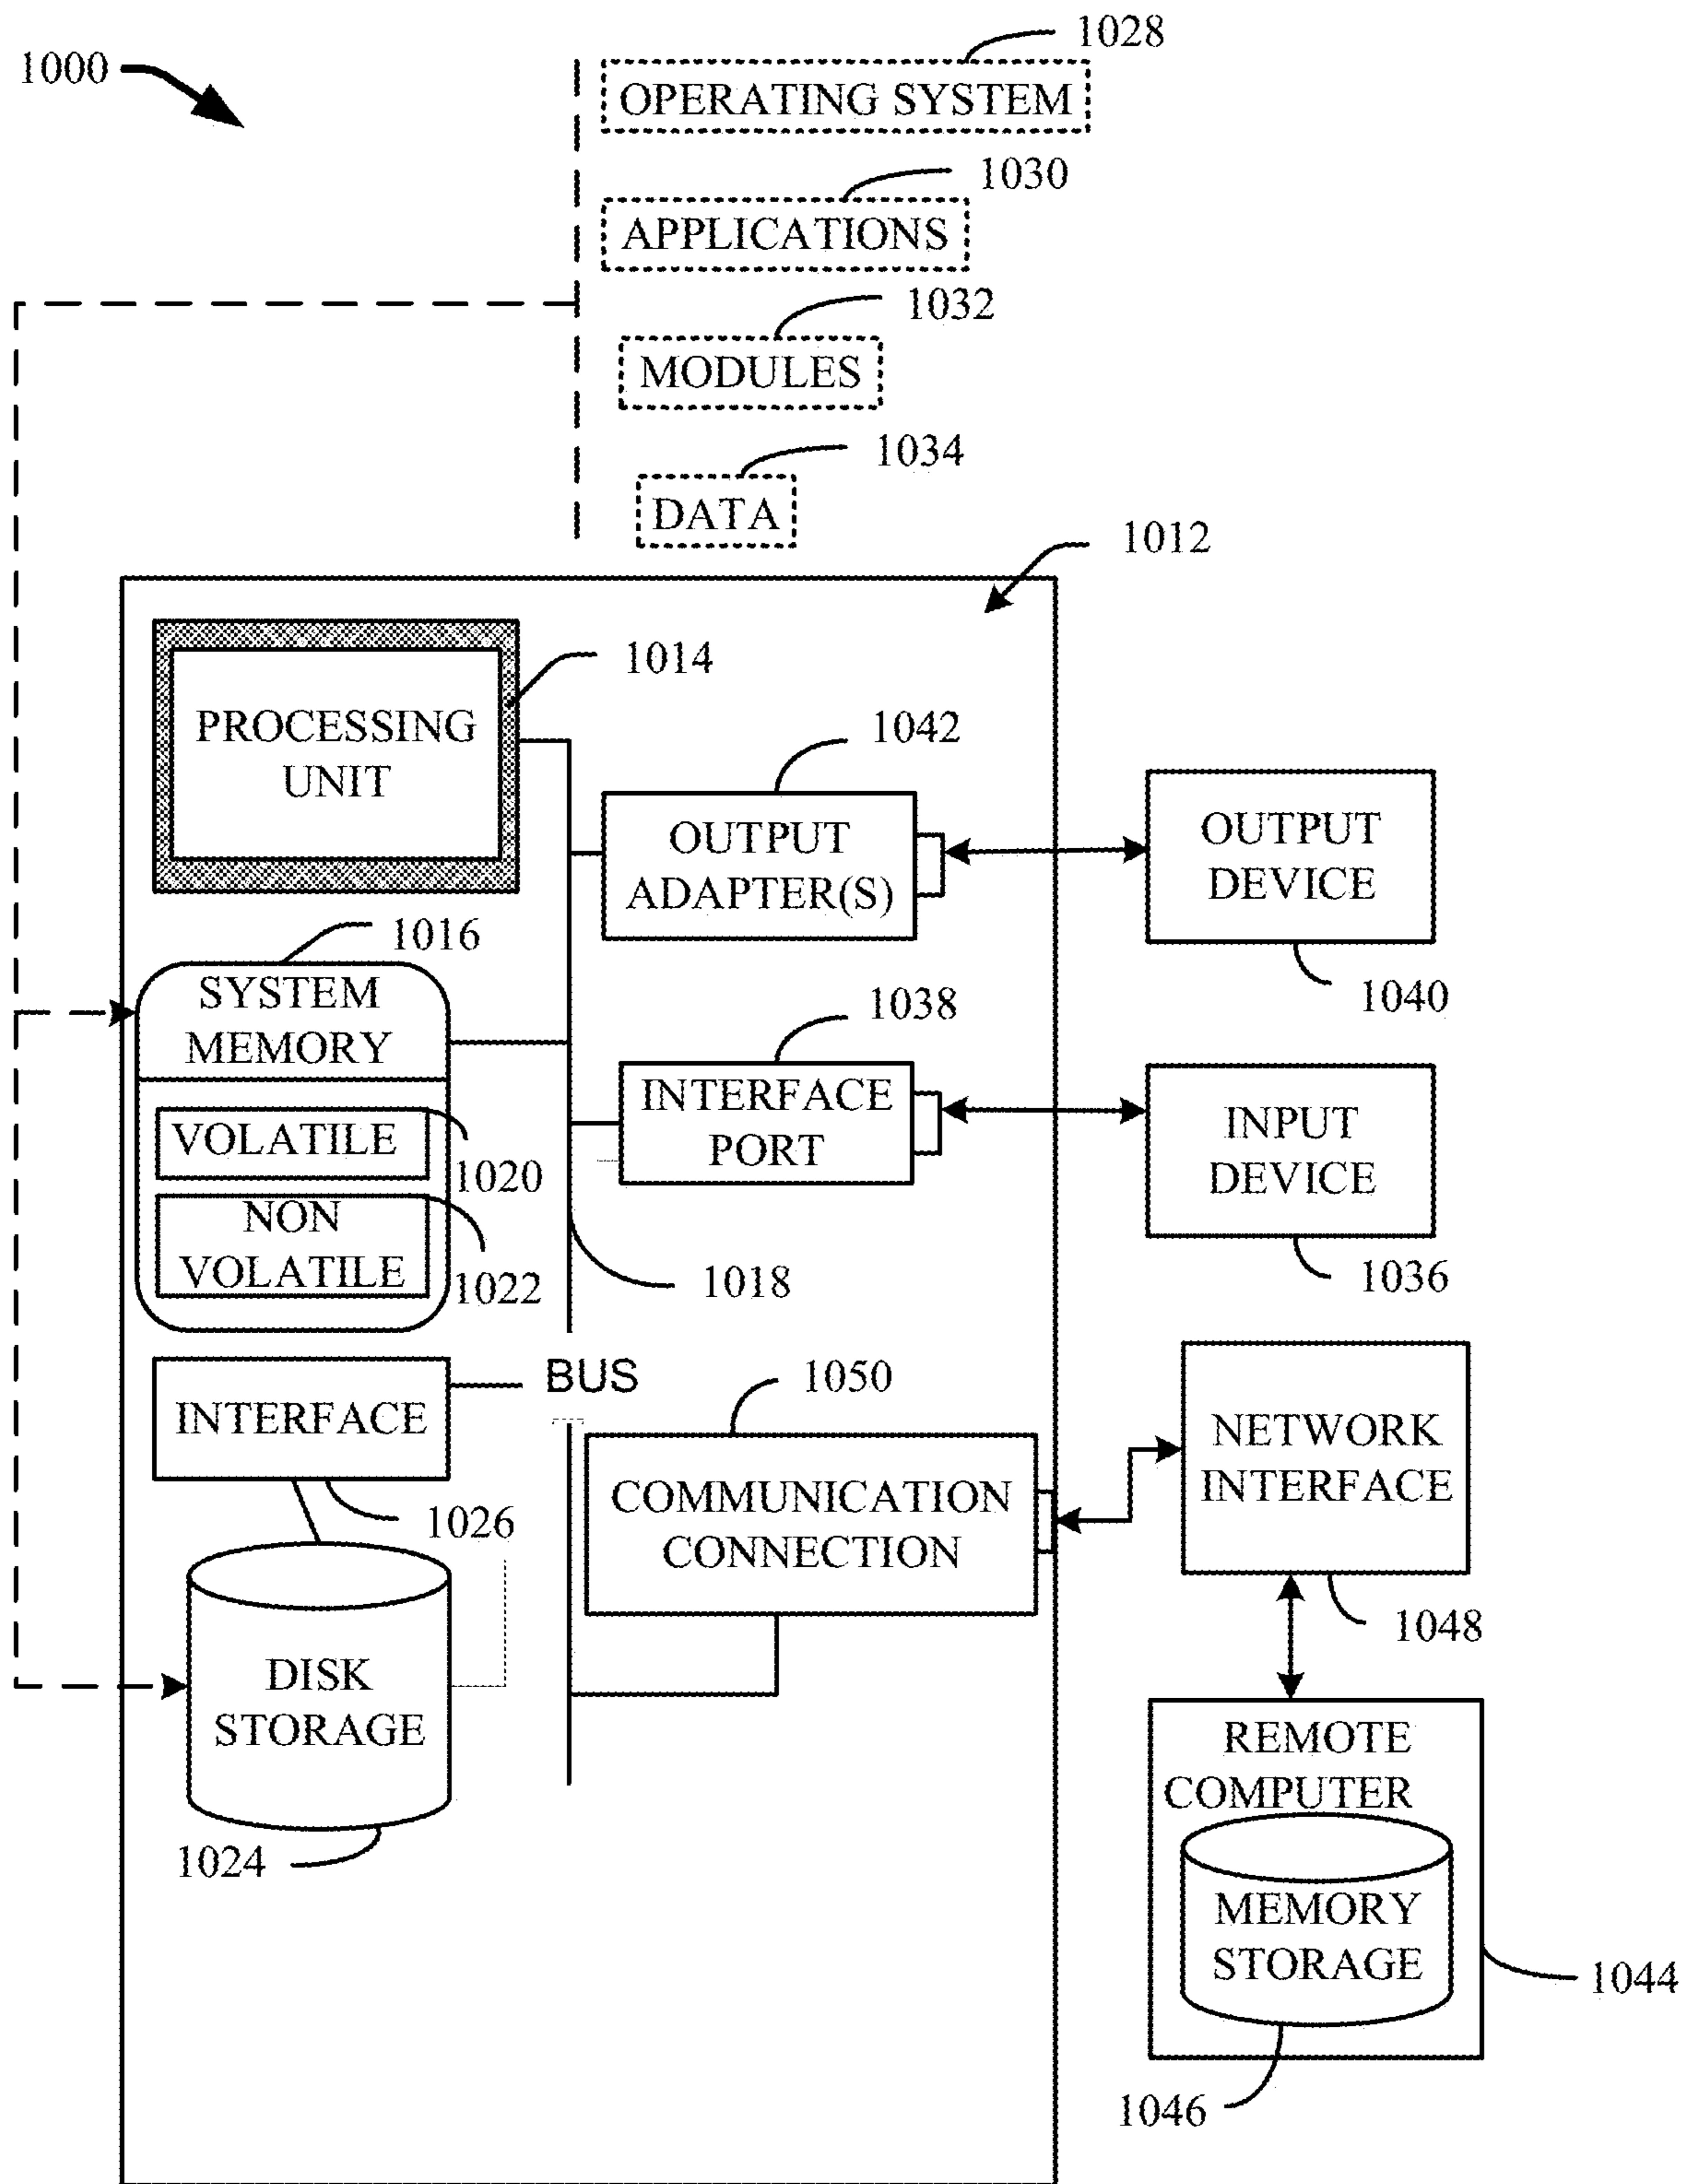 1000
1028
OPERATING SYSTEM
1030
APPLICATIONS
1032
MODULES
1034
DATA
1012
1014
PROCESSING
UNIT
1042
OUTPUT
ADAPTER(S)
OUTPUT
DEVICE
1040
1016
SYSTEM
MEMORY
1038
INTERFACE
PORT
INPUT
DEVICE
1036
VOLATILE
1020
NON
VOLATILE
1022
1018
BUS
INTERFACE
1026
1050
COMMUNICATION
CONNECTION
NETWORK
INTERFACE
1048
DISK
STORAGE
1024
REMOTE
COMPUTER
MEMORY
STORAGE
1044
1046